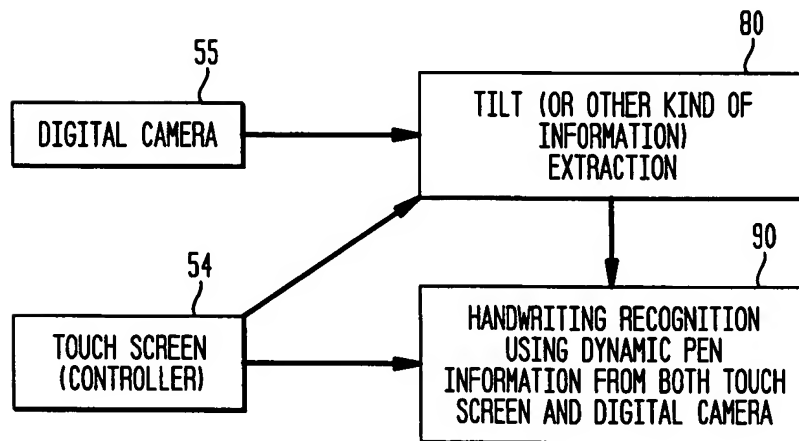 55
DIGITAL CAMERA
80
TILT (OR OTHER KIND OF
INFORMATION)
EXTRACTION
54
TOUCH SCREEN
(CONTROLLER)
90
HANDWRITING RECOGNITION
USING DYNAMIC PEN
INFORMATION FROM BOTH TOUCH
SCREEN AND DIGITAL CAMERA